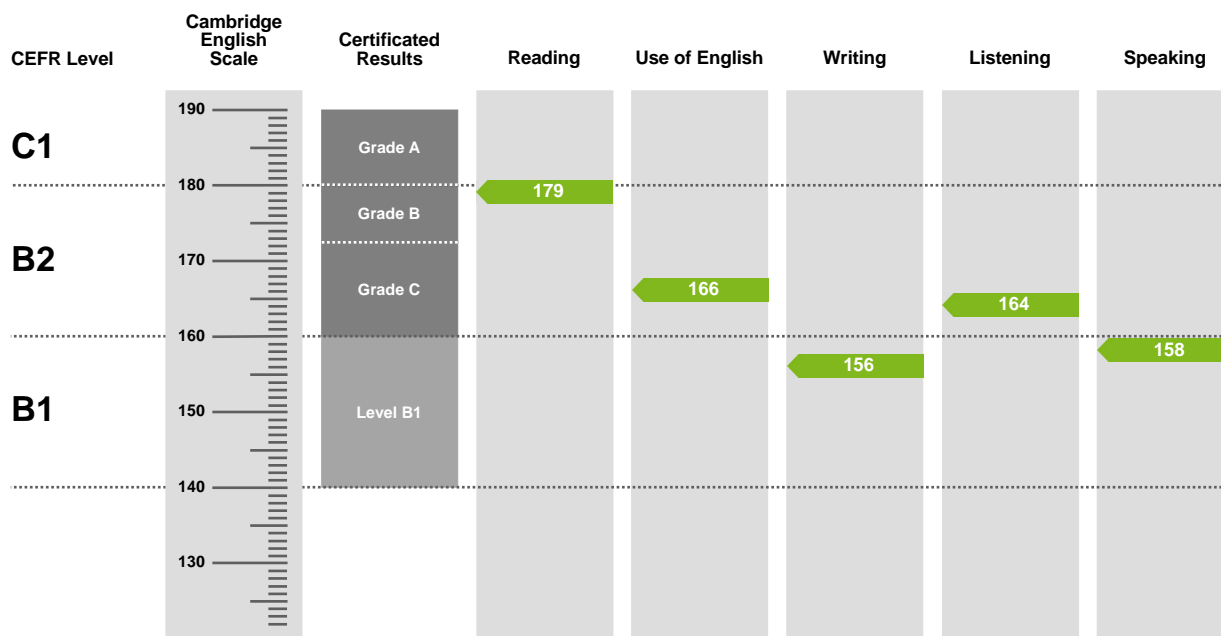 CEFR Level
Cambridge
English
Scale
Certificated
Results
Reading
Use of English
Writing
Listening
Speaking
190
C1
Grade A
180
179
Grade B
B2
170
Grade C
166
164
160
158
156
B1
150
Level B1
140
130